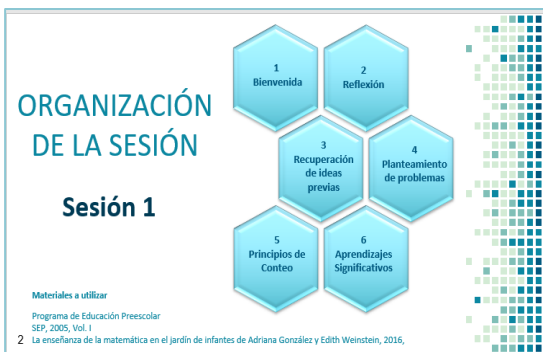 ORGANIZACIÓN
DE LA SESIÓN
Sesión 1
1
Bienvenida
2
Reflexión
3
Recuperación
de ideas
previas
4
Planteamiento
de problemas
5
Principios de
Conteo
6
Aprendizajes
Significativos
Materiales a utilizar
Programa de Educación Preescolar
SEP, 2005, Vol. I
La enseñanza de la matemática en el jardín de infantes de Adriana González y Edith Weinstein, 2016,
2